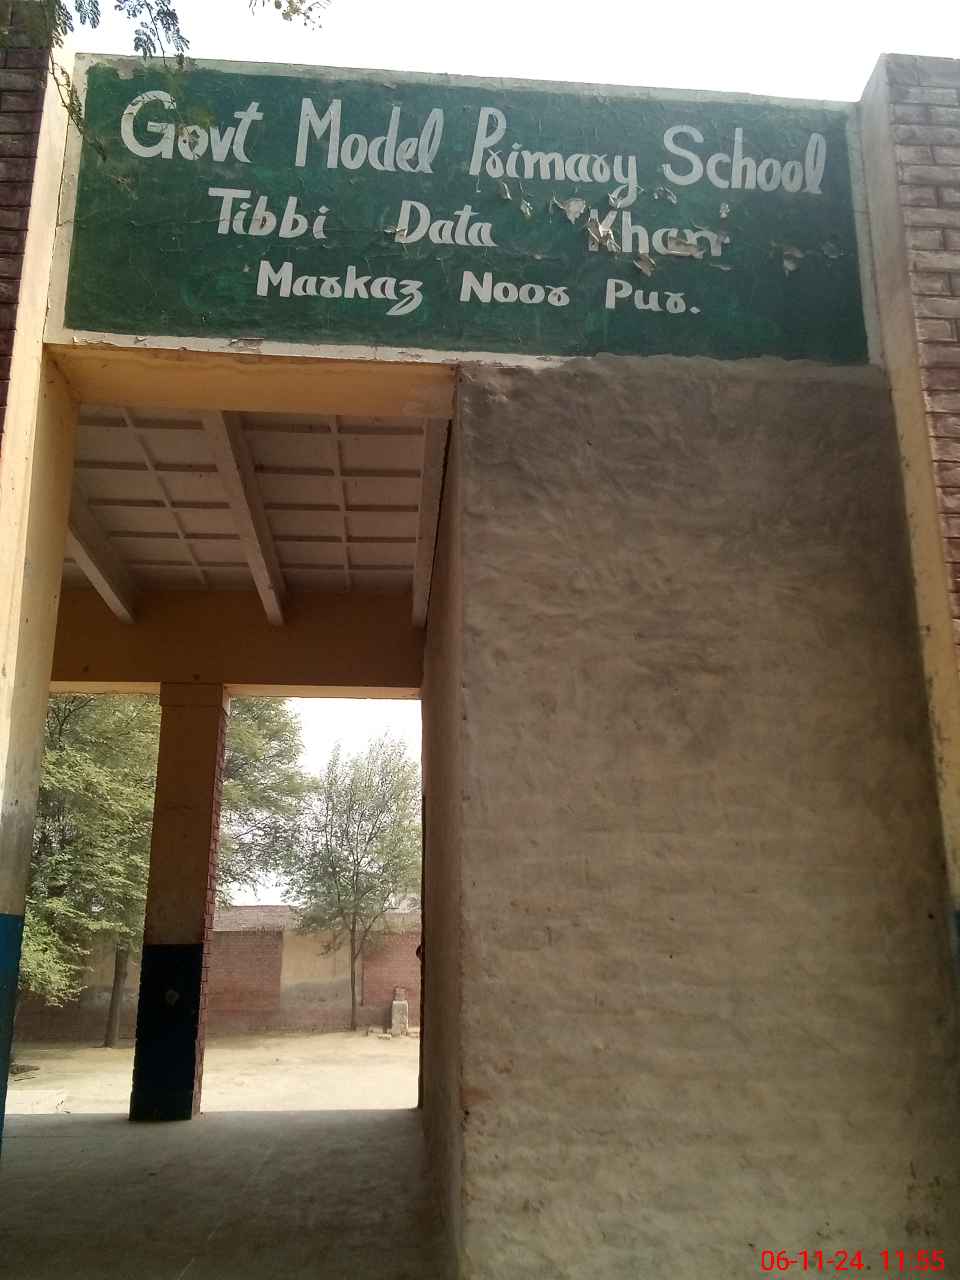 Govt Model Primary School
Tibbi Data Khan
Markaz Noor Pur.
06-11-24. 11:55